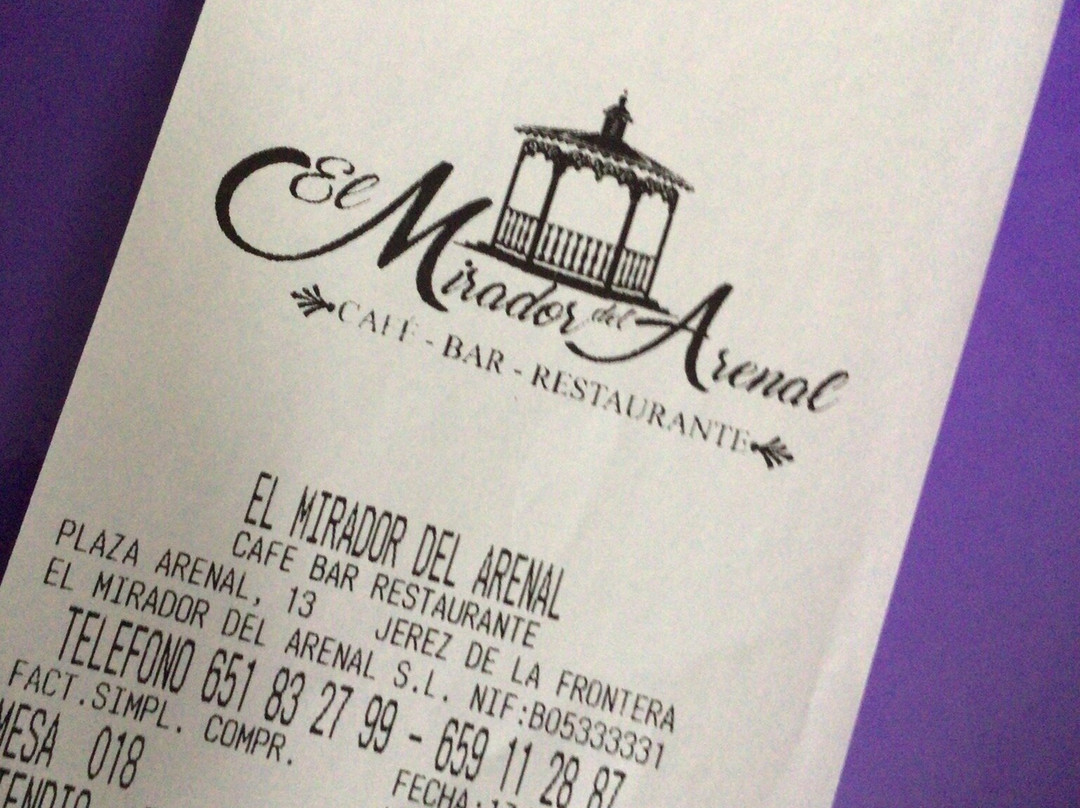 El Mirador del Arenal
CAFÉ - BAR - RESTAURANTE
EL MIRADOR DEL ARENAL
CAFE BAR RESTAURANTE
PLAZA ARENAL, 13 JEREZ DE LA FRONTERA
EL MIRADOR DEL ARENAL S.L. NIF:B05333331
TELEFONO 651 83 27 99 - 659 11 28 87
FACT.SIMPL. COMPR.
MESA 018 FECHA: